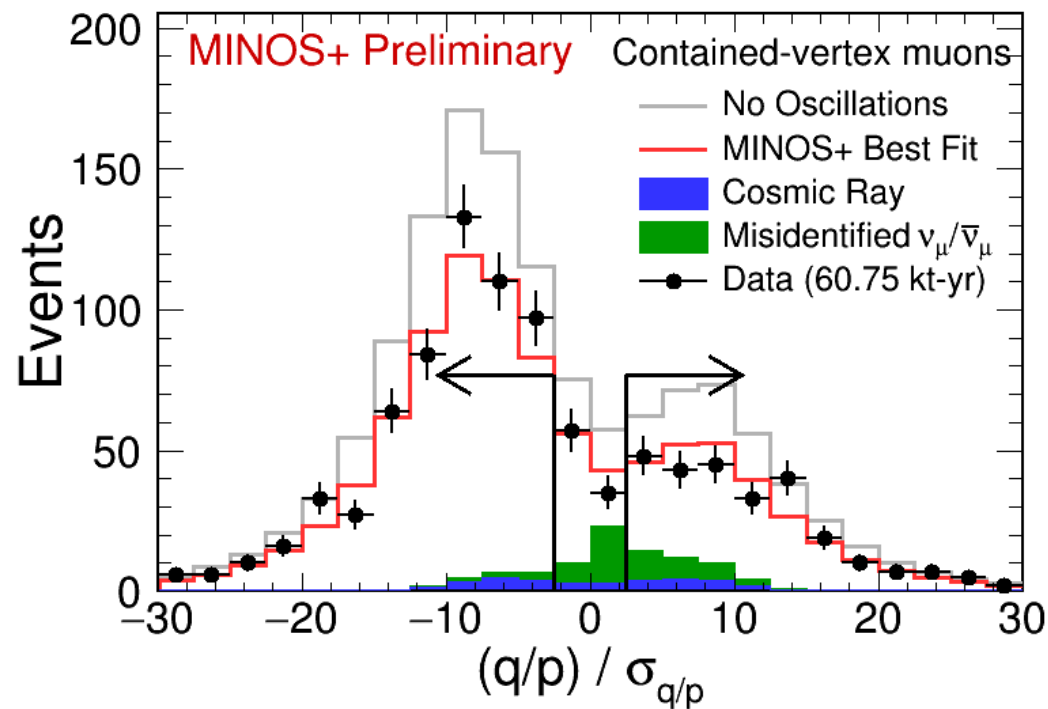 MINOS+ Preliminary
Contained-vertex muons
No Oscillations
MINOS+ Best Fit
Cosmic Ray
Misidentified νμ/ν̄μ
Data (60.75 kt-yr)
Events
200
150
100
50
0
−30 −20 −10 0 10 20 30
(q/p) / σq/p